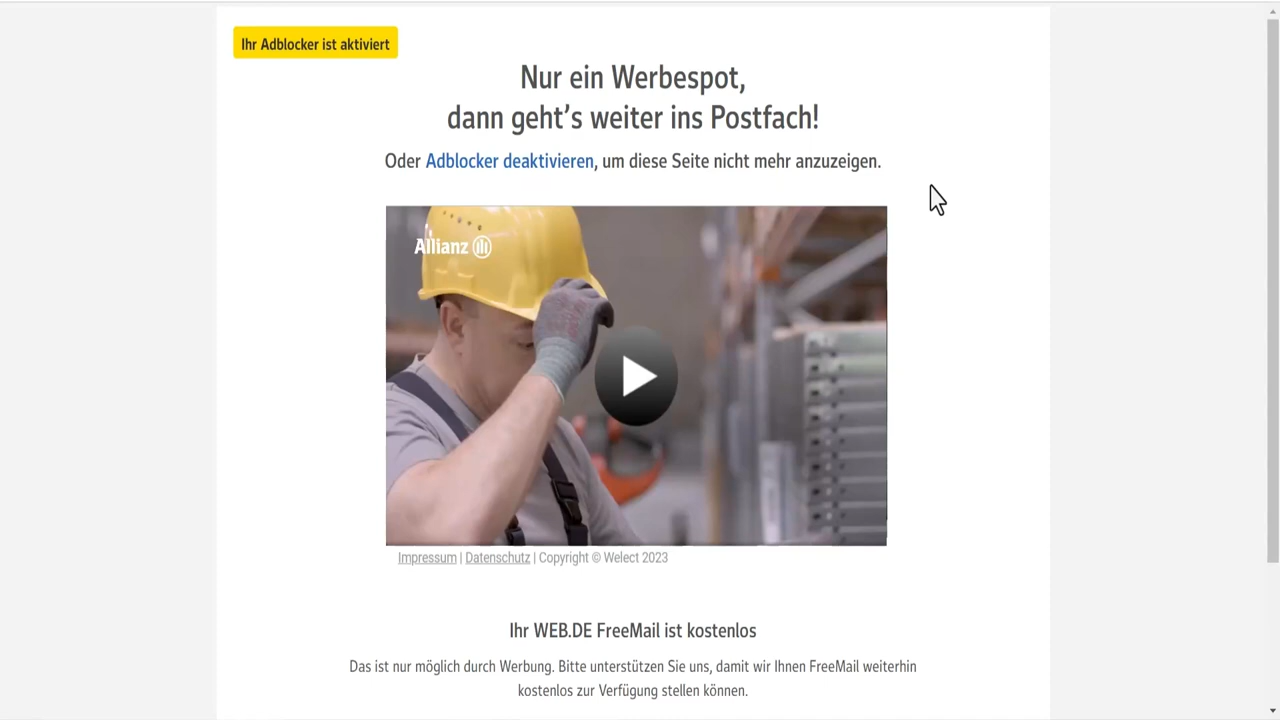 Ihr Adblocker ist aktiviert
Nur ein Werbespot,
dann geht’s weiter ins Postfach!
Oder Adblocker deaktivieren, um diese Seite nicht mehr anzuzeigen.
Allianz
Impressum | Datenschutz | Copyright © Welect 2023
Ihr WEB.DE FreeMail ist kostenlos
Das ist nur möglich durch Werbung. Bitte unterstützen Sie uns, damit wir Ihnen FreeMail weiterhin
kostenlos zur Verfügung stellen können.